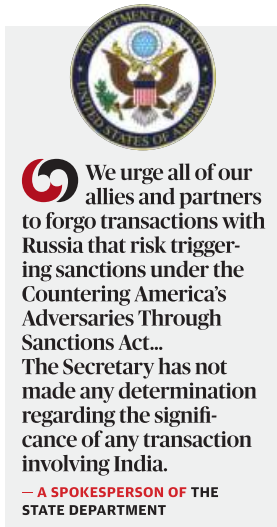 DEPARTMENT OF STATE
UNITED STATES OF AMERICA
We urge all of our
allies and partners
to forgo transactions with
Russia that risk trigger-
ing sanctions under the
Countering America’s
Adversaries Through
Sanctions Act...
The Secretary has not
made any determination
regarding the signifi-
cance of any transaction
involving India.
— A SPOKESPERSON OF THE
STATE DEPARTMENT